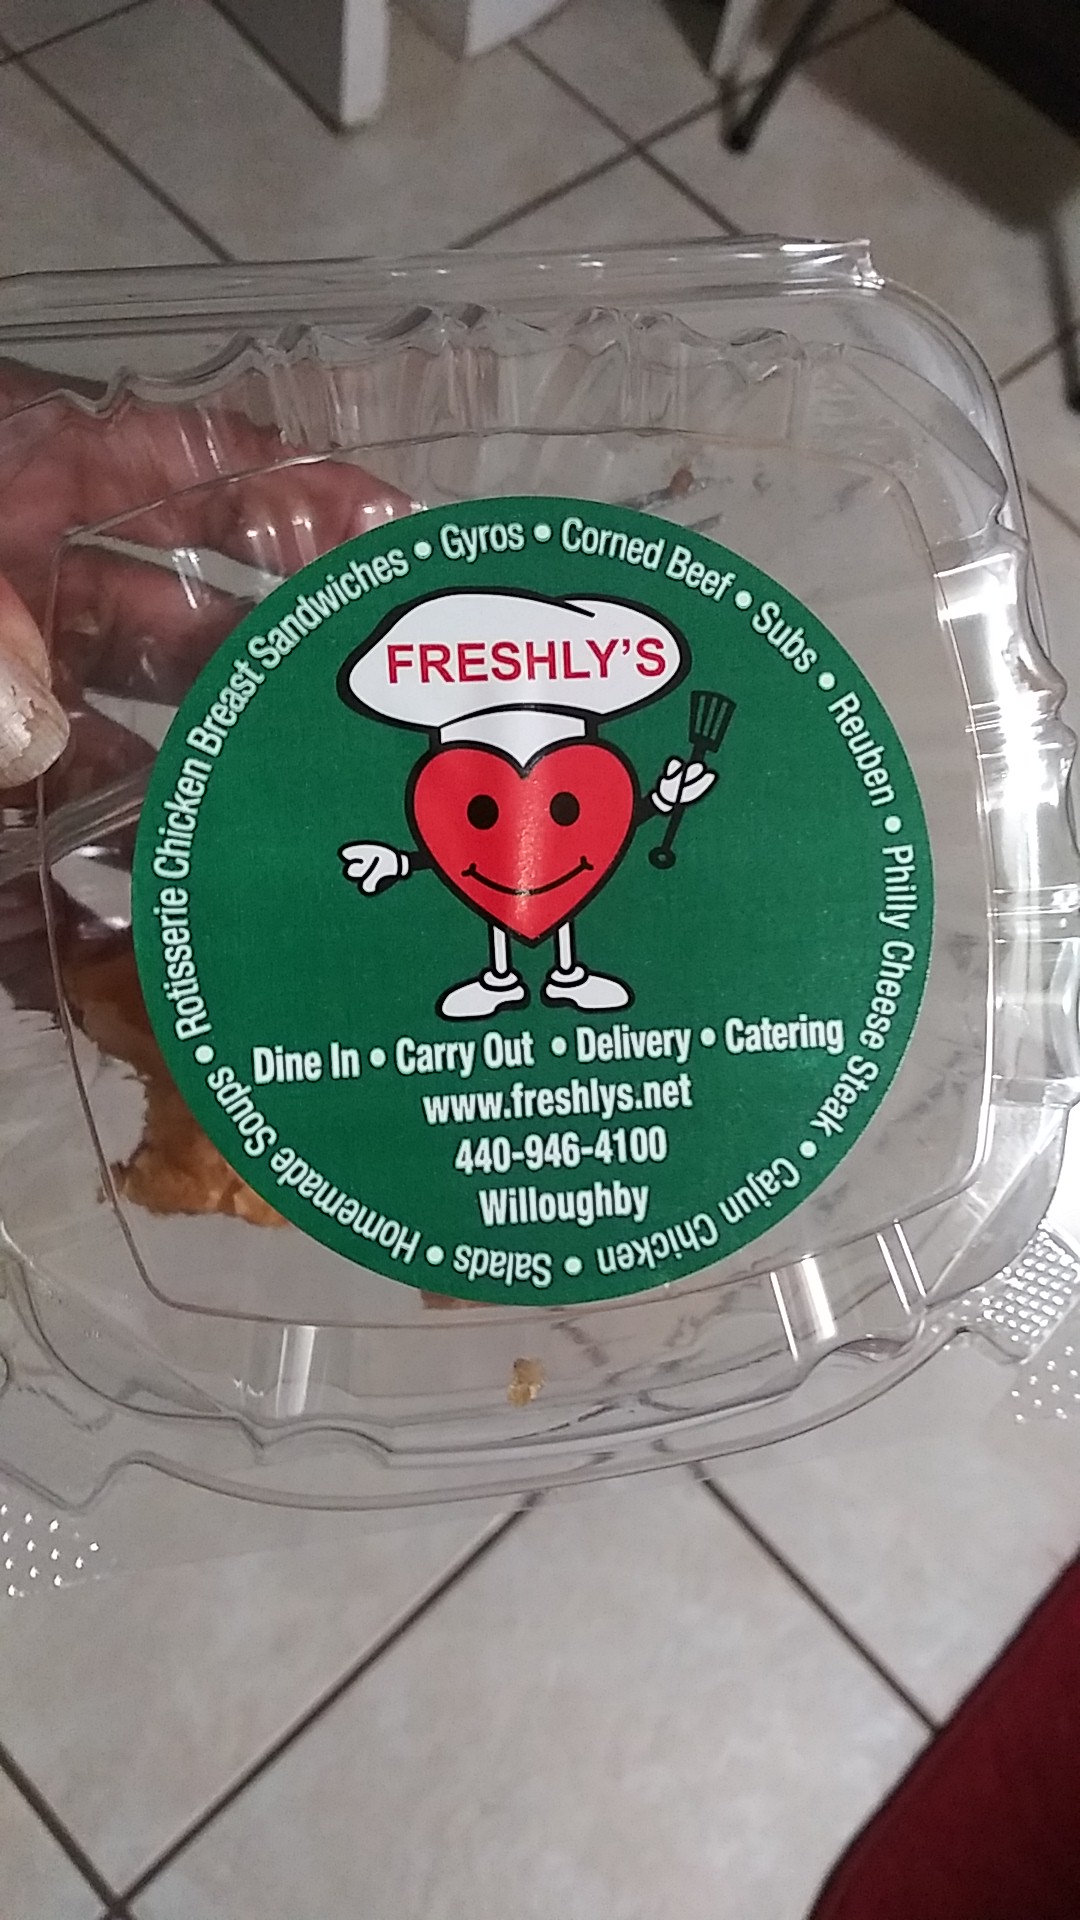 FRESHLY'S
• Rotisserie Chicken Breast Sandwiches • Gyros • Corned Beef • Subs • Reuben • Philly Cheese Steak • Cajun Chicken • Salads • Homemade Soups
Dine In • Carry Out • Delivery • Catering
www.freshlys.net
440-946-4100
Willoughby